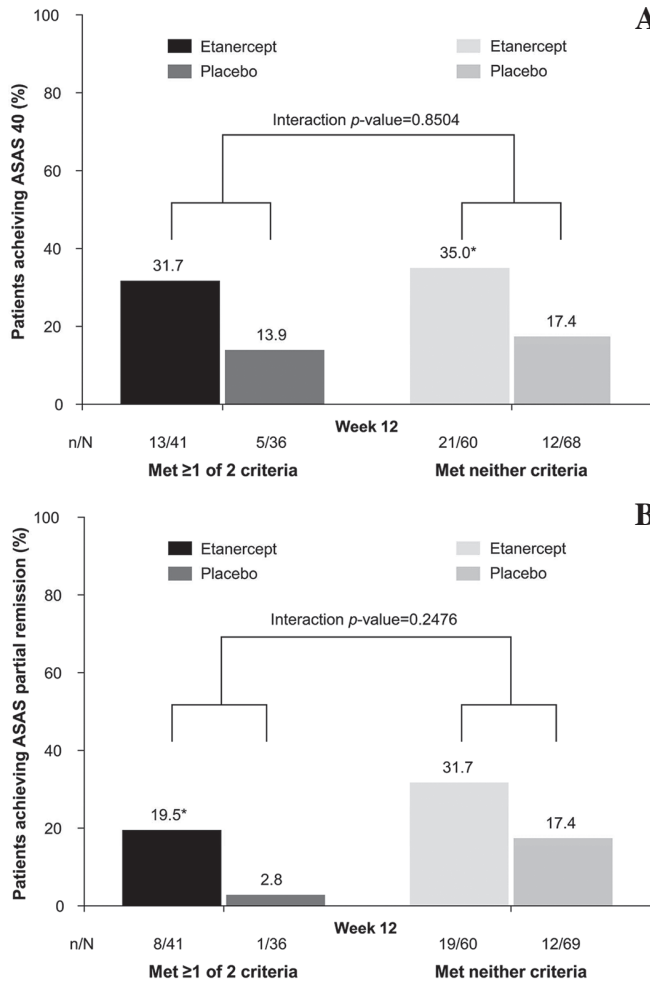 A
Patients acheiving ASAS 40 (%)
100
80
60
40
20
0
Etanercept
Placebo
Etanercept
Placebo
Interaction p-value=0.8504
31.7
13.9
35.0*
17.4
Week 12
n/N 13/41 5/36 21/60 12/68
Met ≥1 of 2 criteria Met neither criteria
B
Patients achieving ASAS partial remission (%)
100
80
60
40
20
0
Etanercept
Placebo
Etanercept
Placebo
Interaction p-value=0.2476
19.5*
2.8
31.7
17.4
Week 12
n/N 8/41 1/36 19/60 12/69
Met ≥1 of 2 criteria Met neither criteria